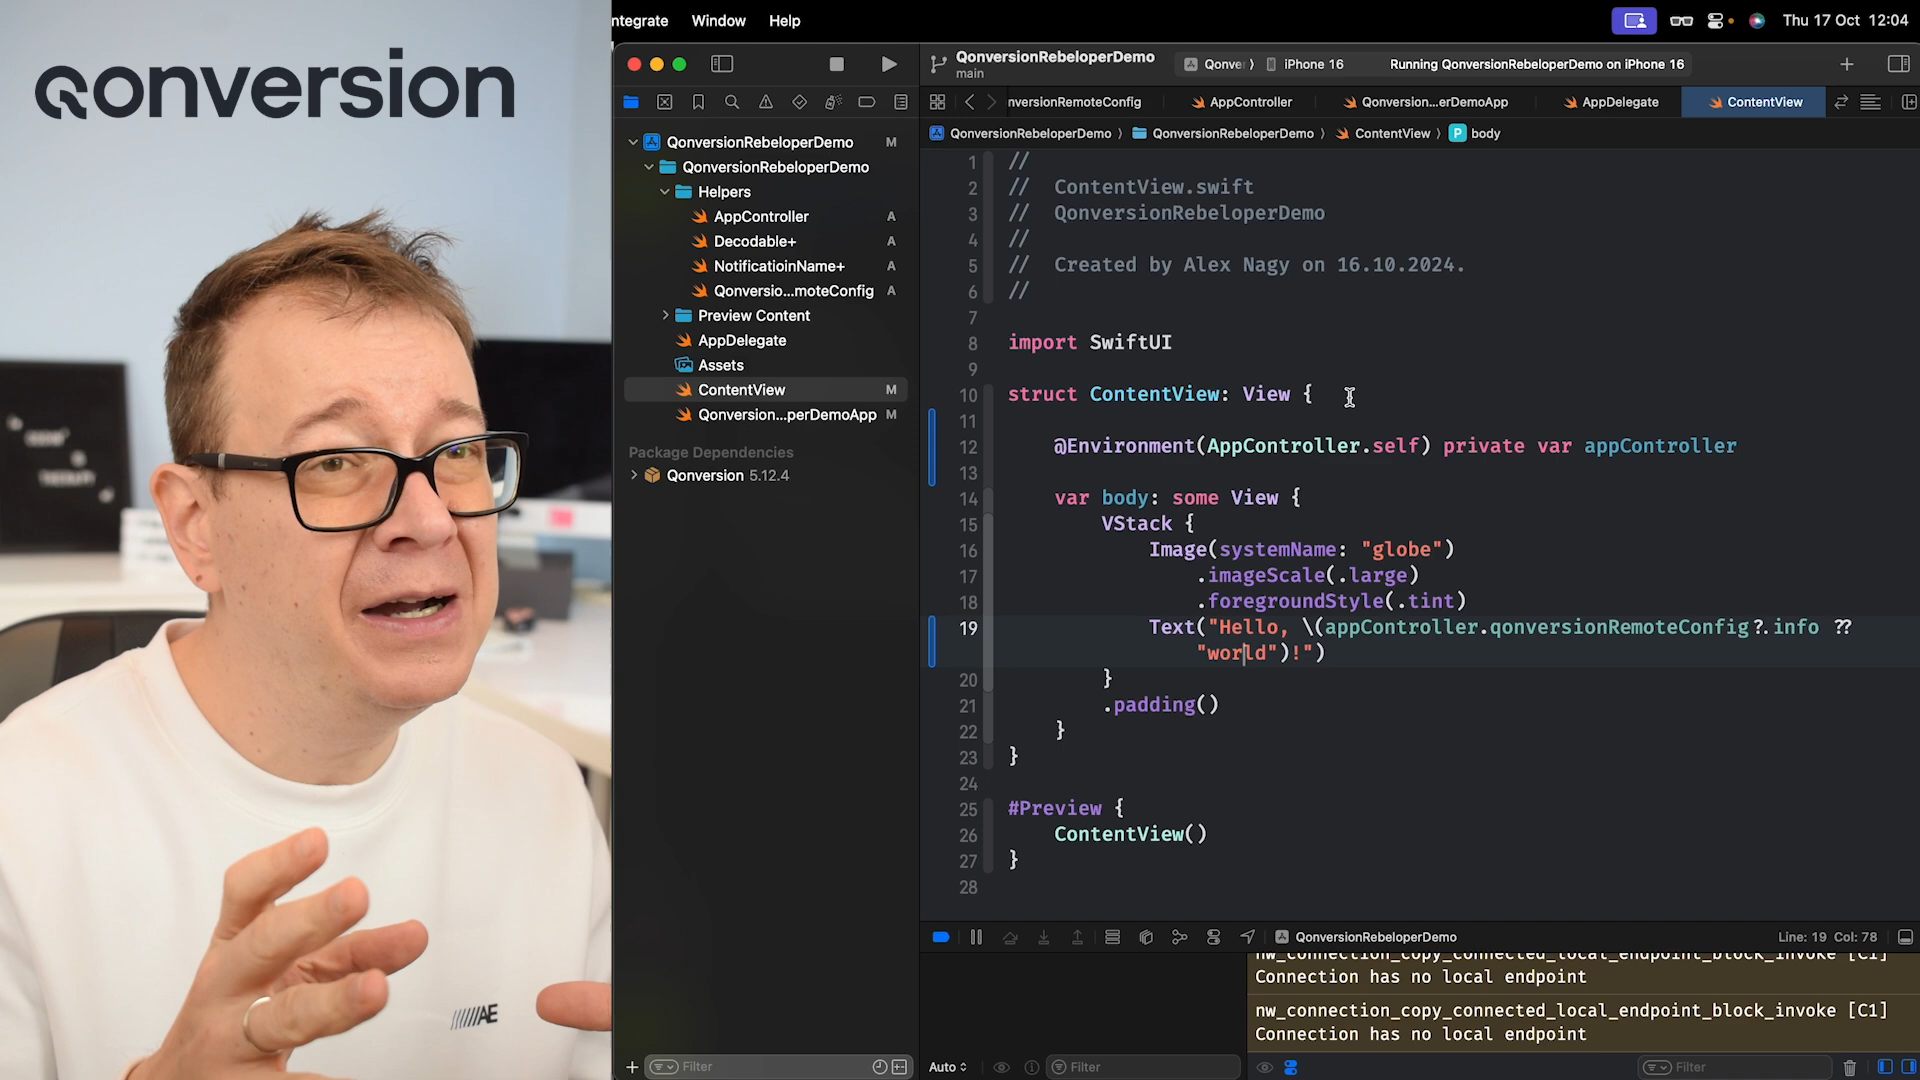 Qonversion
ntegrate Window Help
Thu 17 Oct 12:04
QonversionRebeloperDemo
main
Qonver iPhone 16 Running QonversionRebeloperDemo on iPhone 16
nversionRemoteConfig AppController Qonversion...erDemoApp AppDelegate ContentView
QonversionRebeloperDemo QonversionRebeloperDemo ContentView P body
QonversionRebeloperDemo M
QonversionRebeloperDemo
Helpers
AppController A
Decodable+ A
NotificatioinName+ A
Qonversio...moteConfig A
Preview Content
AppDelegate
Assets
ContentView M
Qonversion...perDemoApp M
Package Dependencies
Qonversion 5.12.4
Filter
1 //
2 // ContentView.swift
3 // QonversionRebeloperDemo
4 //
5 // Created by Alex Nagy on 16.10.2024.
6 //
7
8 import SwiftUI
9
10 struct ContentView: View {
11
12 @Environment(AppController.self) private var appController
13
14 var body: some View {
15 VStack {
16 Image(systemName: "globe")
17 .imageScale(.large)
18 .foregroundStyle(.tint)
19 Text("Hello, \(appController.qonversionRemoteConfig?.info ??
"world")!")
20 }
21 .padding()
22 }
23 }
24
25 #Preview {
26 ContentView()
27 }
28
QonversionRebeloperDemo Line: 19 Col: 78
nw_connection_copy_connected_local_endpoint_block_invoke [C1]
Connection has no local endpoint
nw_connection_copy_connected_local_endpoint_block_invoke [C1]
Connection has no local endpoint
Auto Filter Filter
AE